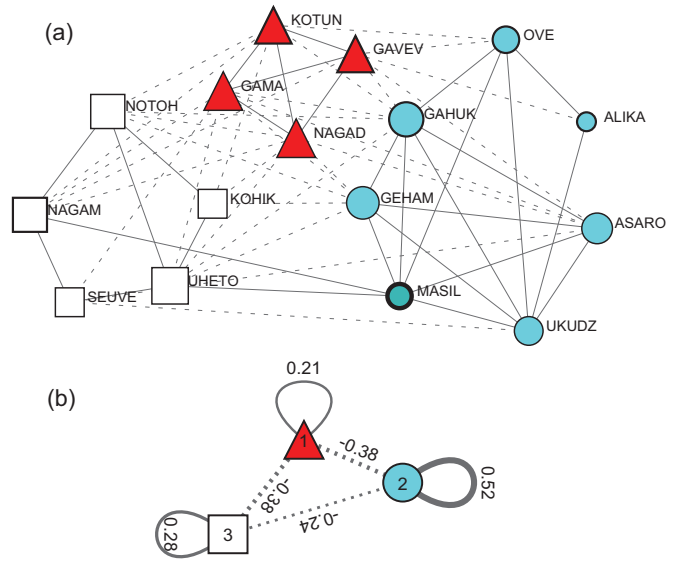 (a)
KOTUN
GAVEV
OVE
GAMA
NOTOH
GAHUK
ALIKA
NAGAD
KOHIK
GEHAM
NAGAM
ASARO
UHETO
MASIL
SEUVE
UKUDZ
(b)
0.21
1
-0.38
2
0.52
-0.38
-0.24
3
0.28